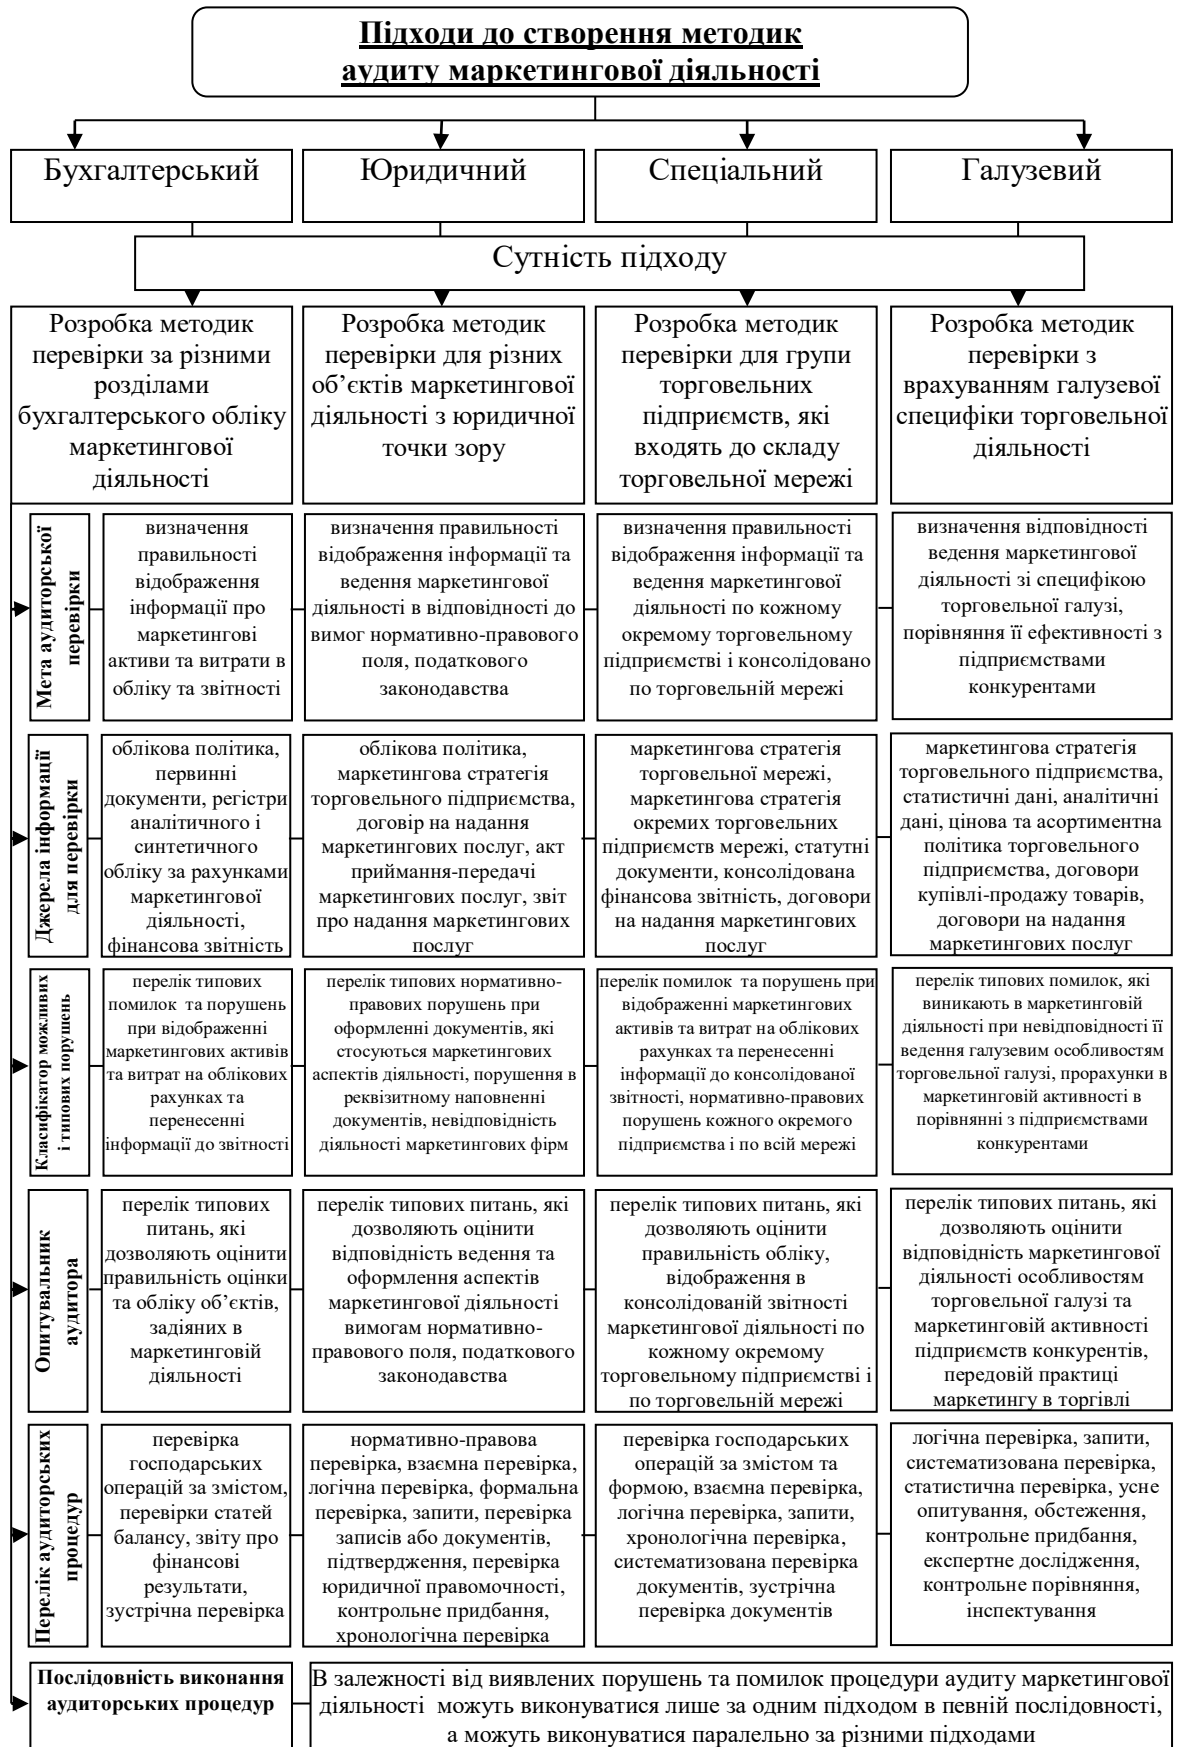 Підходи до створення методик
аудиту маркетингової діяльності
Бухгалтерський
Юридичний
Спеціальний
Галузевий
Сутність підходу
Розробка методик
перевірки за різними
розділами
бухгалтерського обліку
маркетингової
діяльності
Розробка методик
перевірки для різних
об’єктів маркетингової
діяльності з юридичної
точки зору
Розробка методик
перевірки для групи
торговельних
підприємств, які
входять до складу
торговельної мережі
Розробка методик
перевірки з
врахуванням галузевої
специфіки торговельної
діяльності
Мета аудиторської
перевірки
визначення
правильності
відображення
інформації про
маркетингові
активи та витрати в
обліку та звітності
визначення правильності
відображення інформації та
ведення маркетингової
діяльності в відповідності до
вимог нормативно-правового
поля, податкового
законодавства
визначення правильності
відображення інформації та
ведення маркетингової
діяльності по кожному
окремому торговельному
підприємстві і консолідовано
по торговельній мережі
визначення відповідності
ведення маркетингової
діяльності зі специфікою
торговельної галузі,
порівняння її ефективності з
підприємствами
конкурентами
Джерела інформації
для перевірки
облікова політика,
первинні
документи, регістри
аналітичного і
синтетичного
обліку за рахунками
маркетингової
діяльності,
фінансова звітність
облікова політика,
маркетингова стратегія
торговельного підприємства,
договір на надання
маркетингових послуг, акт
приймання-передачі
маркетингових послуг, звіт
про надання маркетингових
послуг
маркетингова стратегія
торговельної мережі,
маркетингова стратегія
окремих торговельних
підприємств мережі, статутні
документи, консолідована
фінансова звітність, договори
на надання маркетингових
послуг
маркетингова стратегія
торговельного підприємства,
статистичні дані, аналітичні
дані, цінова та асортиментна
політика торговельного
підприємства, договори
купівлі-продажу товарів,
договори на надання
маркетингових послуг
Класифікатор можливих
і типових порушень
перелік типових
помилок та порушень
при відображенні
маркетингових активів
та витрат на облікових
рахунках та
перенесенні
інформації до звітності
перелік типових нормативно-
правових порушень при
оформленні документів, які
стосуються маркетингових
аспектів діяльності, порушення в
реквізитному наповненні
документів, невідповідність
діяльності маркетингових фірм
перелік помилок та порушень при
відображенні маркетингових
активів та витрат на облікових
рахунках та перенесенні
інформації до консолідованої
звітності, нормативно-правових
порушень кожного окремого
підприємства і по всій мережі
перелік типових помилок, які
виникають в маркетинговій
діяльності при невідповідності її
ведення галузевим особливостям
торговельної галузі, прорахунки в
маркетинговій активності в
порівнянні з підприємствами
конкурентами
Опитувальник
аудитора
перелік типових
питань, які
дозволяють оцінити
правильність оцінки
та обліку об’єктів,
задіяних в
маркетинговій
діяльності
перелік типових питань, які
дозволяють оцінити
відповідність ведення та
оформлення аспектів
маркетингової діяльності
вимогам нормативно-
правового поля, податкового
законодавства
перелік типових питань, які
дозволяють оцінити
правильність обліку,
відображення в
консолідованій звітності
маркетингової діяльності по
кожному окремому
торговельному підприємстві і
по торговельній мережі
перелік типових питань, які
дозволяють оцінити
відповідність маркетингової
діяльності особливостям
торговельної галузі та
маркетинговій активності
підприємств конкурентів,
передовій практиці
маркетингу в торгівлі
Перелік аудиторських
процедур
перевірка
господарських
операцій за змістом,
перевірки статей
балансу, звіту про
фінансові
результати,
зустрічна перевірка
нормативно-правова
перевірка, взаємна перевірка,
логічна перевірка, формальна
перевірка, запити, перевірка
записів або документів,
підтвердження, перевірка
юридичної правомочності,
контрольне придбання,
хронологічна перевірка
перевірка господарських
операцій за змістом та
формою, взаємна перевірка,
логічна перевірка, запити,
хронологічна перевірка,
систематизована перевірка
документів, зустрічна
перевірка документів
логічна перевірка, запити,
систематизована перевірка,
статистична перевірка, усне
опитування, обстеження,
контрольне придбання,
експертне дослідження,
контрольне порівняння,
інспектування
Послідовність виконання
аудиторських процедур
В залежності від виявлених порушень та помилок процедури аудиту маркетингової
діяльності можуть виконуватися лише за одним підходом в певній послідовності,
а можуть виконуватися паралельно за різними підходами